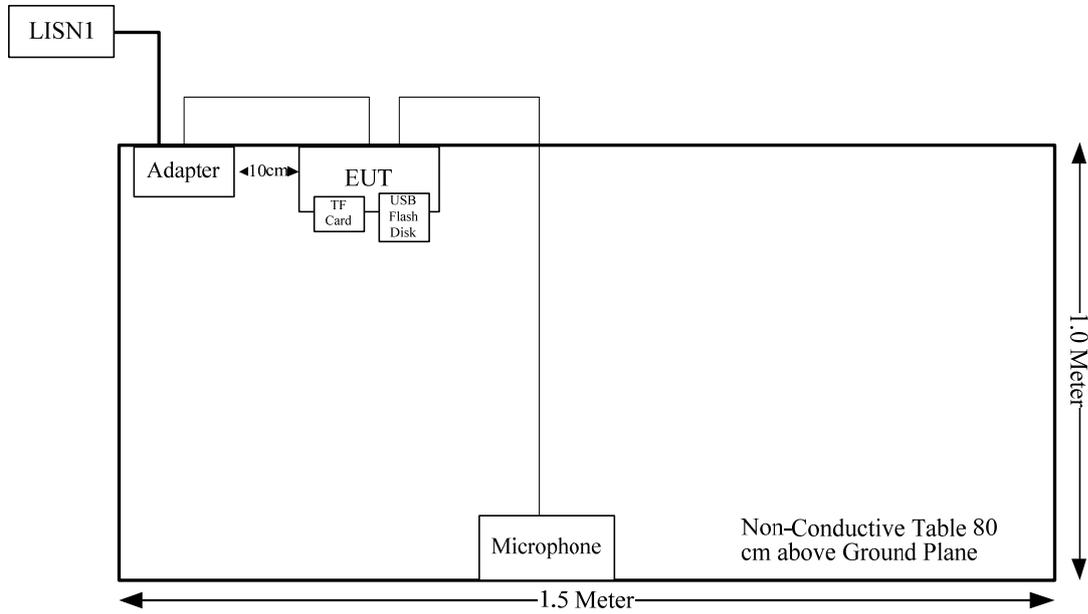 LISN1
Adapter
10cm
EUT
TF
Card
USB
Flash
Disk
1.0 Meter
Microphone
Non-Conductive Table 80
cm above Ground Plane
1.5 Meter